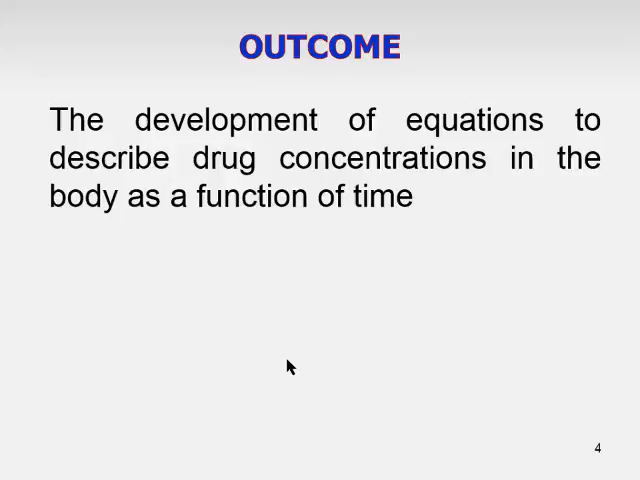 OUTCOME
The development of equations to
describe drug concentrations in the
body as a function of time
4